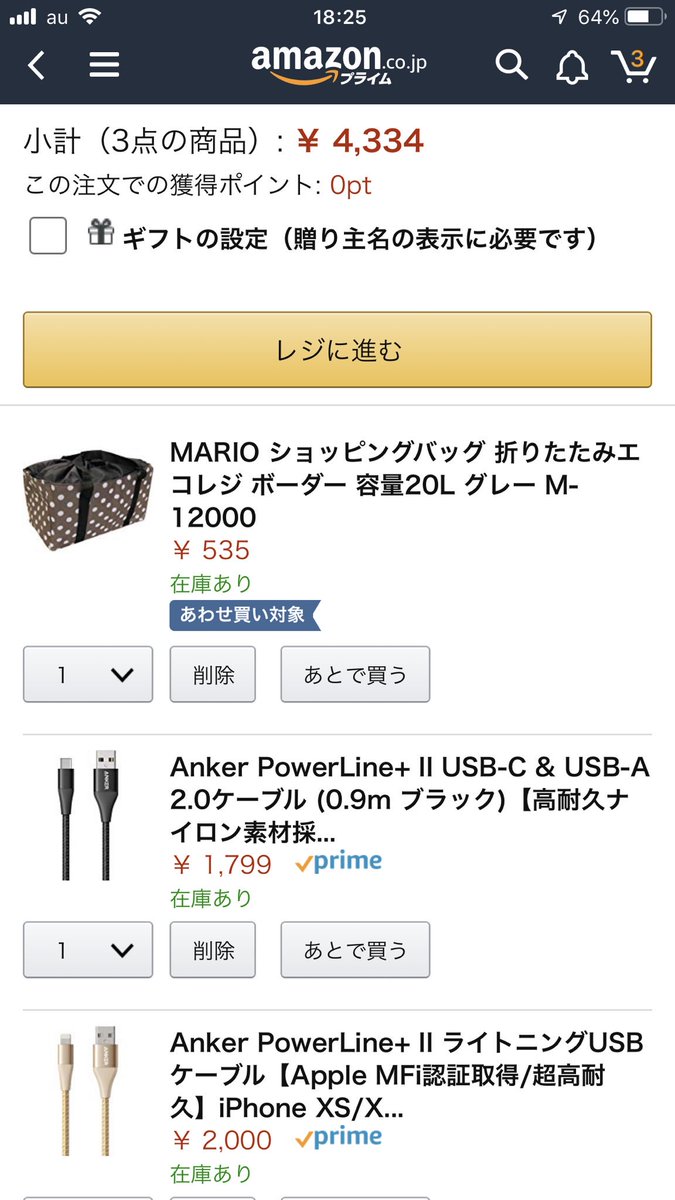 au 18:25 64%
amazon.co.jp
プライム
3
小計（3点の商品）: ￥ 4,334
この注文での獲得ポイント: 0pt
ギフトの設定（贈り主名の表示に必要です）
レジに進む
MARIO ショッピングバッグ 折りたたみエ
コレジ ボーダー 容量20L グレー M-
12000
￥ 535
在庫あり
あわせ買い対象
1 削除 あとで買う
Anker PowerLine+ II USB-C & USB-A
2.0ケーブル (0.9m ブラック)【高耐久ナ
イロン素材採...
￥ 1,799 prime
在庫あり
1 削除 あとで買う
Anker PowerLine+ II ライトニングUSB
ケーブル【Apple MFi認証取得/超高耐
久】iPhone XS/X...
￥ 2,000 prime
在庫あり